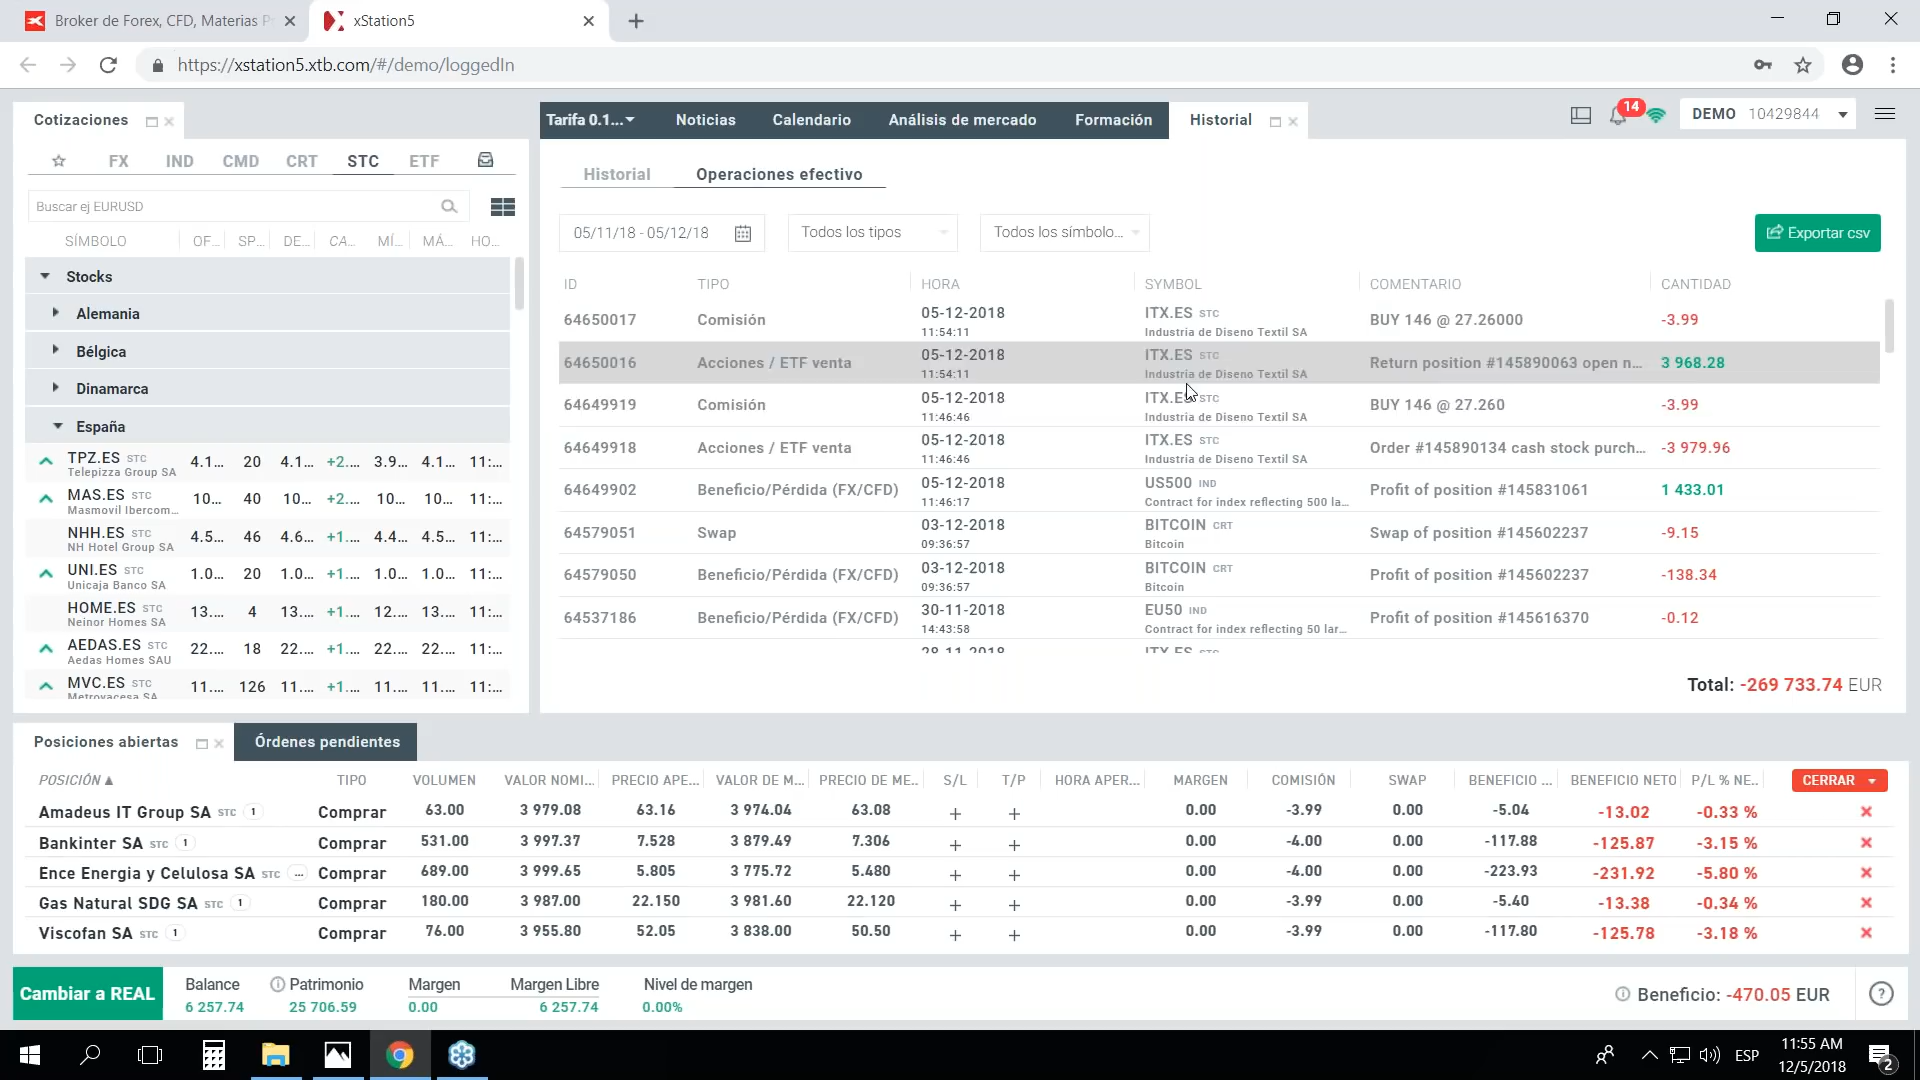 Broker de Forex, CFD, Materias P
xStation5
https://xstation5.xtb.com/#/demo/loggedIn
Cotizaciones
Tarifa 0.1...
Noticias
Calendario
Análisis de mercado
Formación
Historial
14
DEMO 10429844
FX IND CMD CRT STC ETF
Buscar ej EURUSD
SÍMBOLO OF... SP... DE... CA... MÍ... MÁ... HO...
Stocks
Alemania
Bélgica
Dinamarca
España
TPZ.ES STC 4.1... 20 4.1... +2.... 3.9... 4.1... 11:...
Telepizza Group SA
MAS.ES STC 10... 40 10... +2.... 10... 10... 11:...
Masmovil Ibercom...
NHH.ES STC 4.5... 46 4.6... +1.... 4.4... 4.5... 11:...
NH Hotel Group SA
UNI.ES STC 1.0... 20 1.0... +1.... 1.0... 1.0... 11:...
Unicaja Banco SA
HOME.ES STC 13.... 4 13.... +1.... 12.... 13.... 11:...
Neinor Homes SA
AEDAS.ES STC 22.... 18 22.... +1.... 22.... 22.... 11:...
Aedas Homes SAU
MVC.ES STC 11.... 126 11.... +1.... 11.... 11.... 11:...
Metrovacesa SA
Historial
Operaciones efectivo
05/11/18 - 05/12/18
Todos los tipos
Todos los símbolo...
Exportar csv
ID TIPO HORA SYMBOL COMENTARIO CANTIDAD
64650017 Comisión 05-12-2018 11:54:11 ITX.ES STC Industria de Diseno Textil SA BUY 146 @ 27.26000 -3.99
64650016 Acciones / ETF venta 05-12-2018 11:54:11 ITX.ES STC Industria de Diseno Textil SA Return position #145890063 open n... 3 968.28
64649919 Comisión 05-12-2018 11:46:46 ITX.ES STC Industria de Diseno Textil SA BUY 146 @ 27.260 -3.99
64649918 Acciones / ETF venta 05-12-2018 11:46:46 ITX.ES STC Industria de Diseno Textil SA Order #145890134 cash stock purch... -3 979.96
64649902 Beneficio/Pérdida (FX/CFD) 05-12-2018 11:46:17 US500 IND Contract for index reflecting 500 la... Profit of position #145831061 1 433.01
64579051 Swap 03-12-2018 09:36:57 BITCOIN CRT Bitcoin Swap of position #145602237 -9.15
64579050 Beneficio/Pérdida (FX/CFD) 03-12-2018 09:36:57 BITCOIN CRT Bitcoin Profit of position #145602237 -138.34
64537186 Beneficio/Pérdida (FX/CFD) 30-11-2018 14:43:58 EU50 IND Contract for index reflecting 50 lar... Profit of position #145616370 -0.12
28-11-2018 ITX.ES STC
Total: -269 733.74 EUR
Posiciones abiertas
Órdenes pendientes
POSICIÓN TIPO VOLUMEN VALOR NOMI... PRECIO APE... VALOR DE M... PRECIO DE ME... S/L T/P HORA APER... MARGEN COMISIÓN SWAP BENEFICIO ... BENEFICIO NETO P/L % NE... CERRAR
Amadeus IT Group SA STC 1 Comprar 63.00 3 979.08 63.16 3 974.04 63.08 + + 0.00 -3.99 0.00 -5.04 -13.02 -0.33 %
Bankinter SA STC 1 Comprar 531.00 3 997.37 7.528 3 879.49 7.306 + + 0.00 -4.00 0.00 -117.88 -125.87 -3.15 %
Ence Energia y Celulosa SA STC ... Comprar 689.00 3 999.65 5.805 3 775.72 5.480 + + 0.00 -4.00 0.00 -223.93 -231.92 -5.80 %
Gas Natural SDG SA STC 1 Comprar 180.00 3 987.00 22.150 3 981.60 22.120 + + 0.00 -3.99 0.00 -5.40 -13.38 -0.34 %
Viscofan SA STC 1 Comprar 76.00 3 955.80 52.05 3 838.00 50.50 + + 0.00 -3.99 0.00 -117.80 -125.78 -3.18 %
Cambiar a REAL
Balance Patrimonio Margen Margen Libre Nivel de margen
6 257.74 25 706.59 0.00 6 257.74 0.00%
Beneficio: -470.05 EUR
?
ESP
11:55 AM
12/5/2018
2